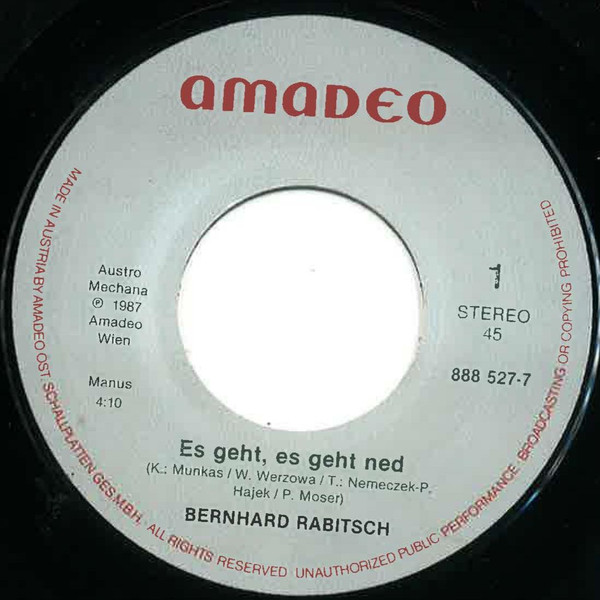 amaDEO
Austro
Mechana
℗ 1987
Amadeo
Wien
Manus
4:10
1
STEREO
45
888 527-7
Es geht, es geht ned
(K.: Munkas / W. Werzowa / T.: Nemeczek-P.
Hajek / P. Moser)
BERNHARD RABITSCH
MADE IN AUSTRIA BY AMADEO ÖST. SCHALLPLATTEN GES.M.B.H. ALL RIGHTS RESERVED UNAUTHORIZED PUBLIC PERFORMANCE · BROADCASTING OR COPYING PROHIBITED